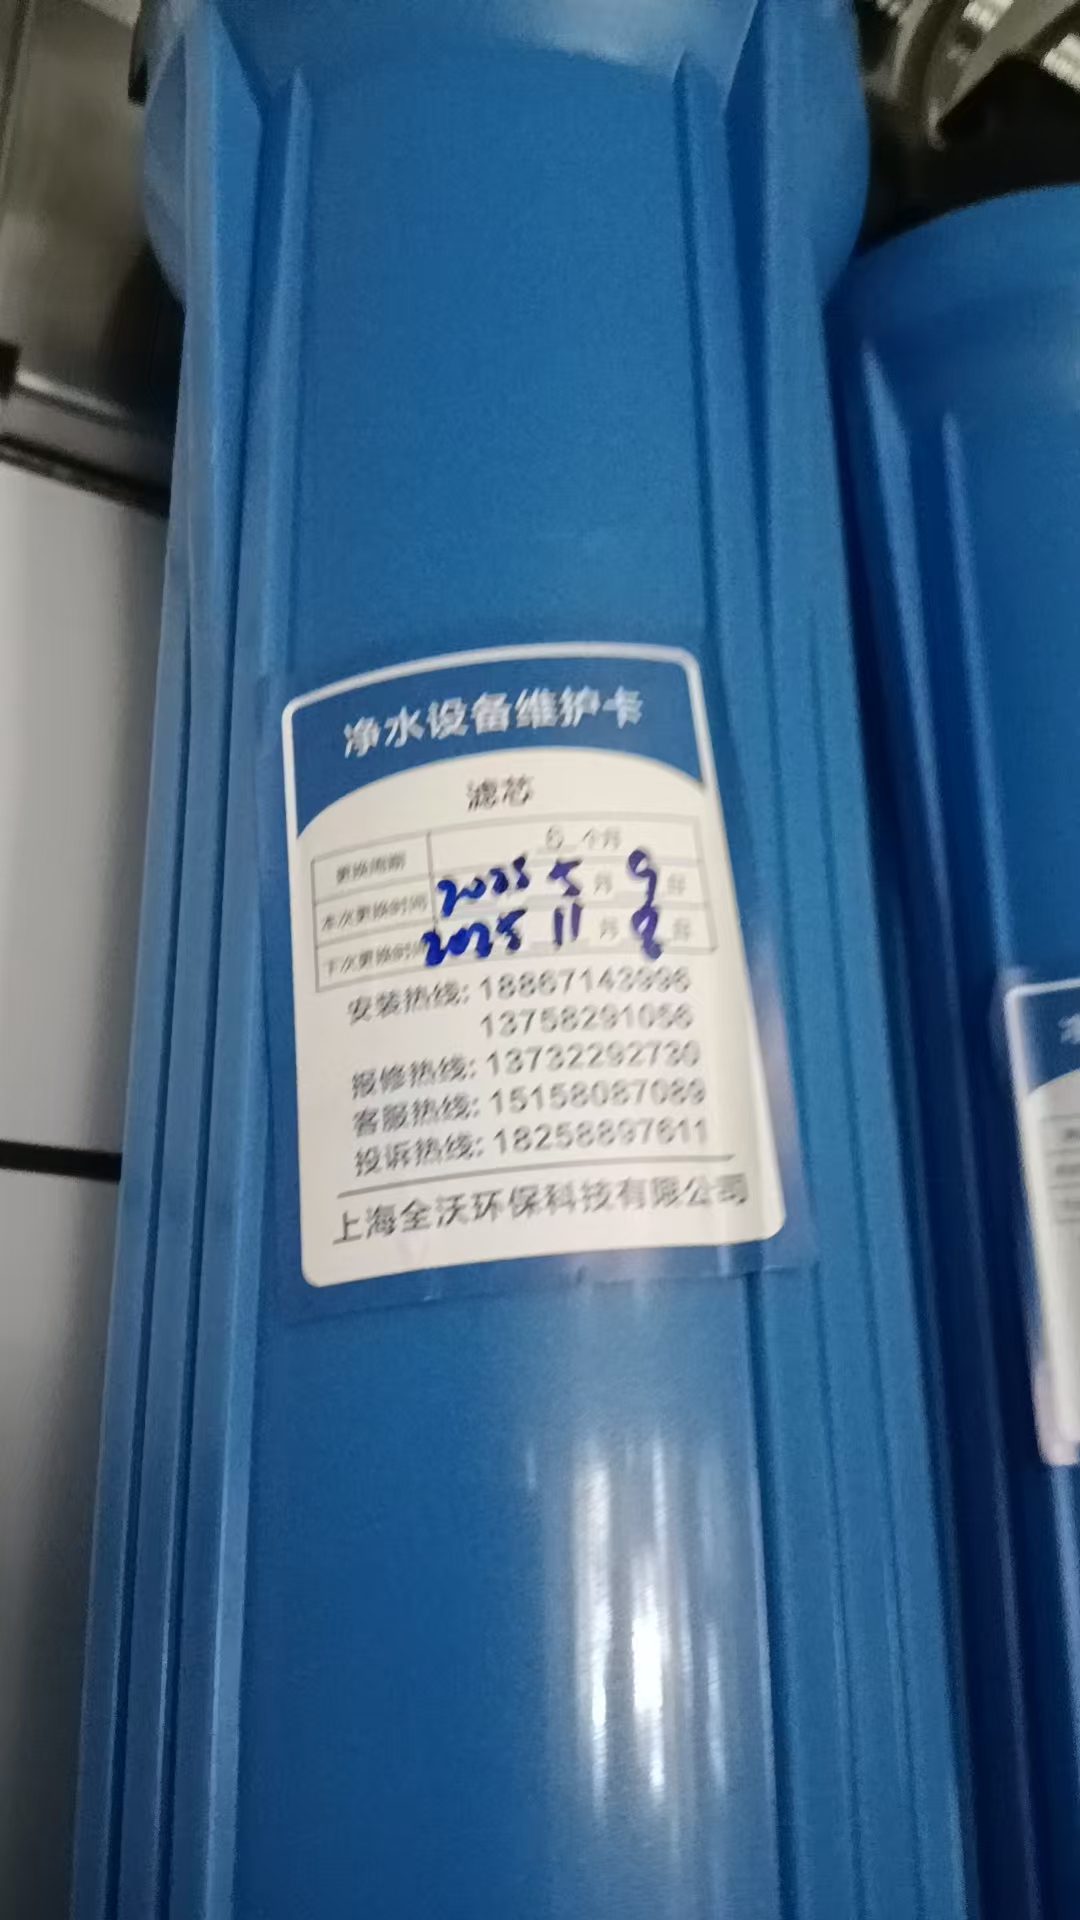 净水设备维护卡
滤芯
更换周期 6 个月
本次更换时间 2025 5 月 9 日
下次更换时间 2025 11 月 日
安装热线: 18867143996
13758291056
报修热线: 13732292730
客服热线: 15158087089
投诉热线: 18258897611
上海全沃环保科技有限公司